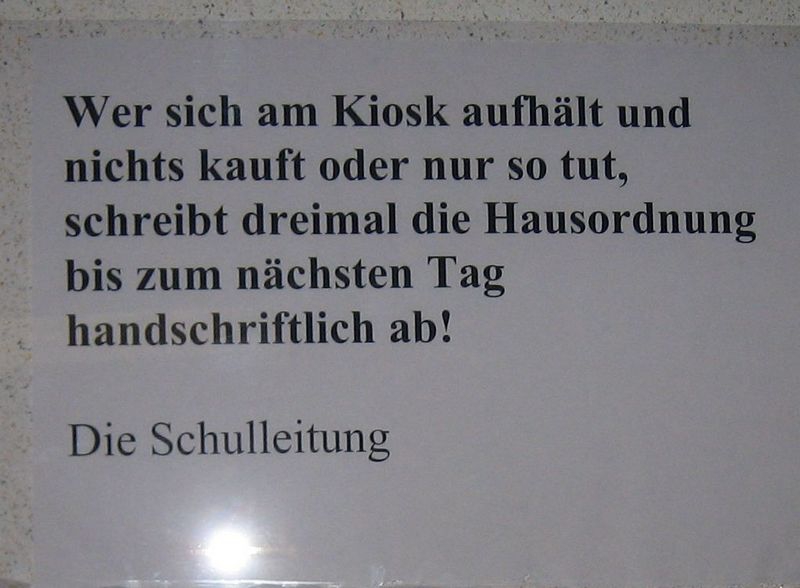 Wer sich am Kiosk aufhält und
nichts kauft oder nur so tut,
schreibt dreimal die Hausordnung
bis zum nächsten Tag
handschriftlich ab!
Die Schulleitung